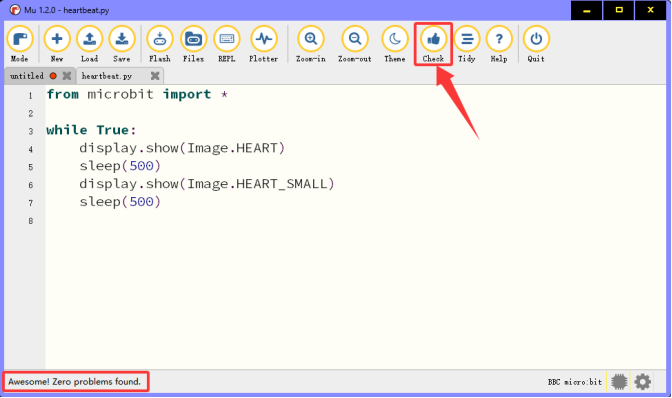 Mu 1.2.0 - heartbeat.py
Mode New Load Save Flash Files REPL Plotter Zoom-in Zoom-out Theme Check Tidy Help Quit
untitled heartbeat.py
1 from microbit import *
2
3 while True:
4 display.show(Image.HEART)
5 sleep(500)
6 display.show(Image.HEART_SMALL)
7 sleep(500)
8
Awesome! Zero problems found. BBC micro:bit